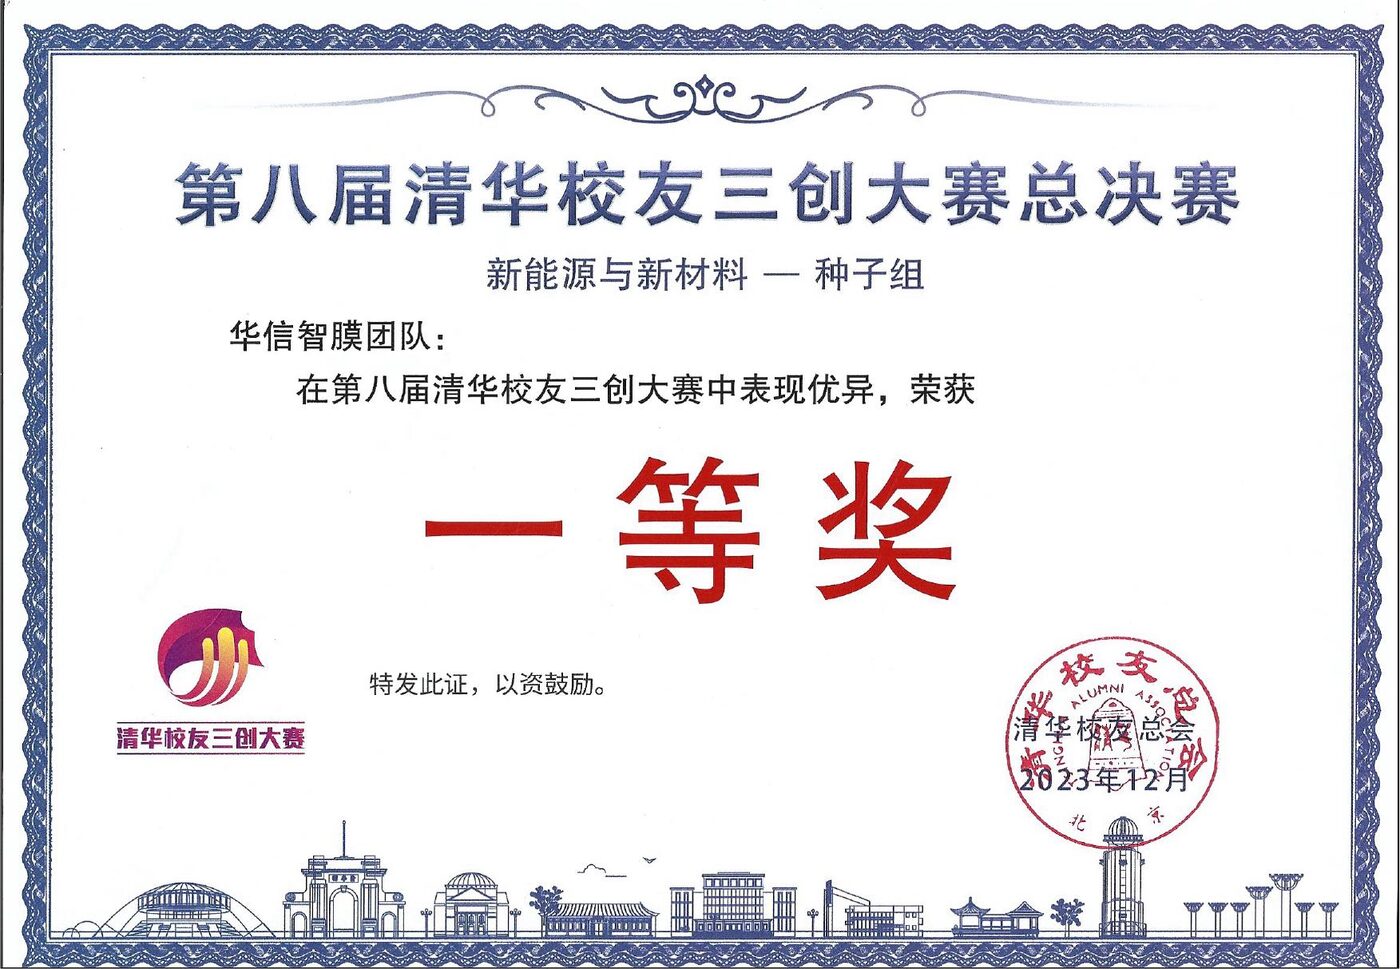 第八届清华校友三创大赛总决赛
新能源与新材料 — 种子组
华信智膜团队：
在第八届清华校友三创大赛中表现优异，荣获
一等奖
特发此证，以资鼓励。
清华校友三创大赛
清华校友总会
TSINGHUA ALUMNI ASSOCIATION
清华校友总会
2023年12月
北京